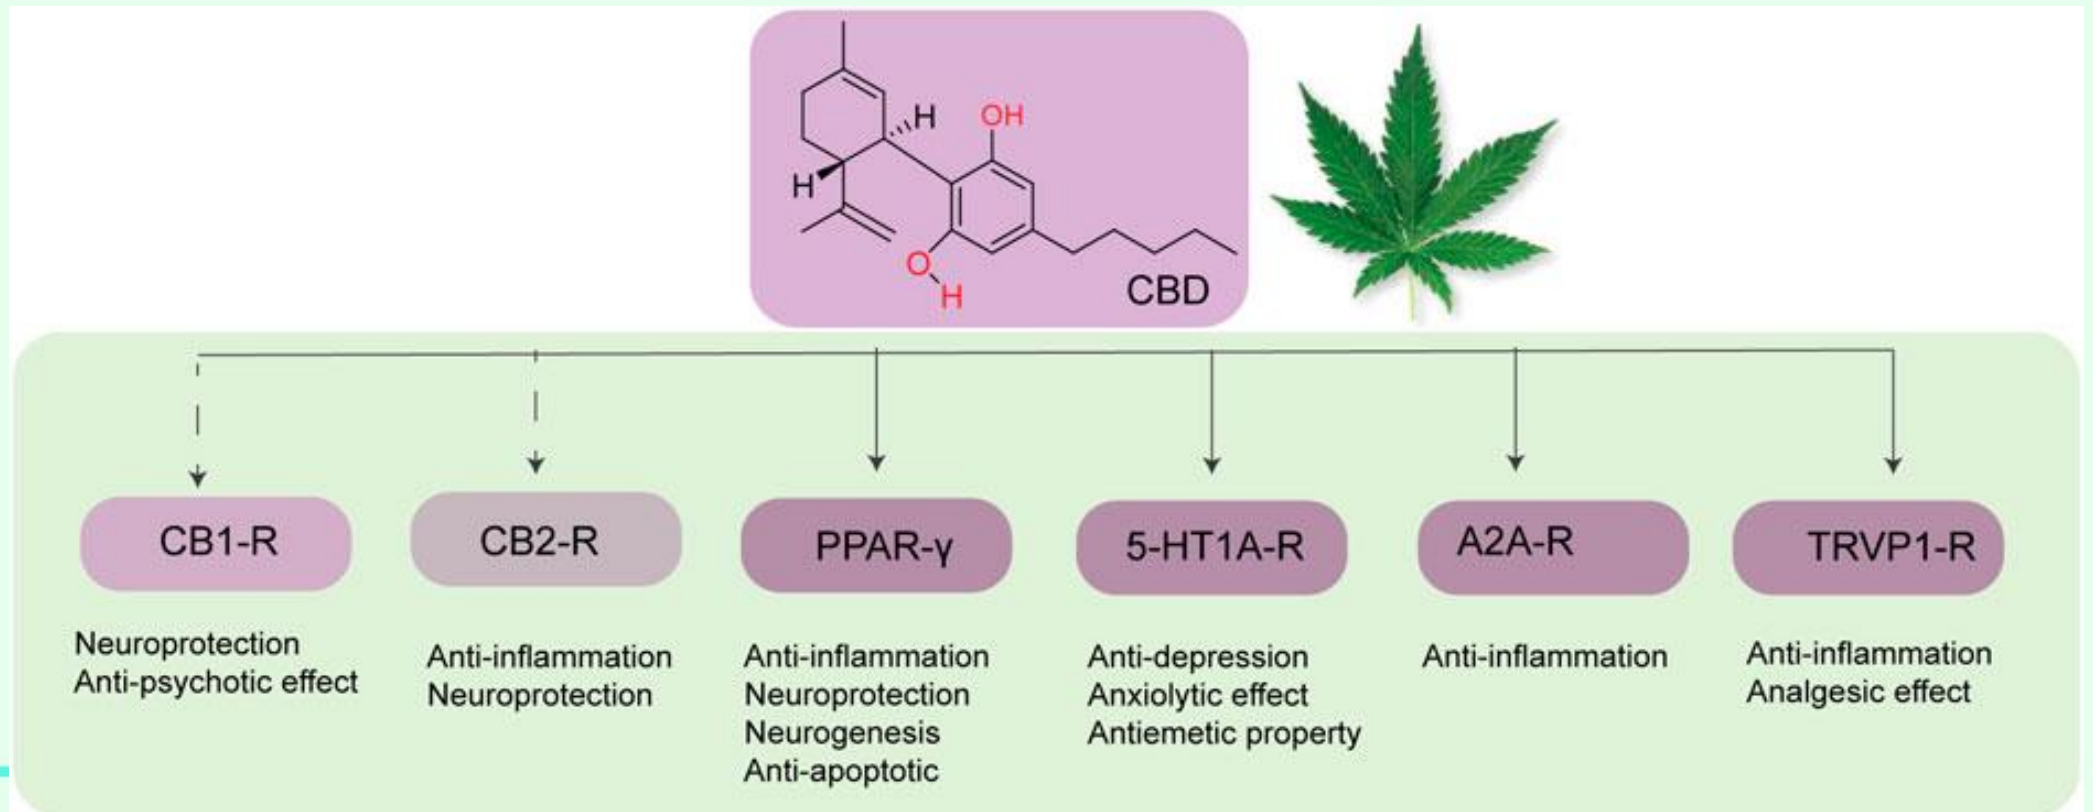 H
OH
H
O
H
CBD
CB1-R
CB2-R
PPAR-γ
5-HT1A-R
A2A-R
TRVP1-R
Neuroprotection
Anti-psychotic effect
Anti-inflammation
Neuroprotection
Anti-inflammation
Neuroprotection
Neurogenesis
Anti-apoptotic
Anti-depression
Anxiolytic effect
Antiemetic property
Anti-inflammation
Anti-inflammation
Analgesic effect